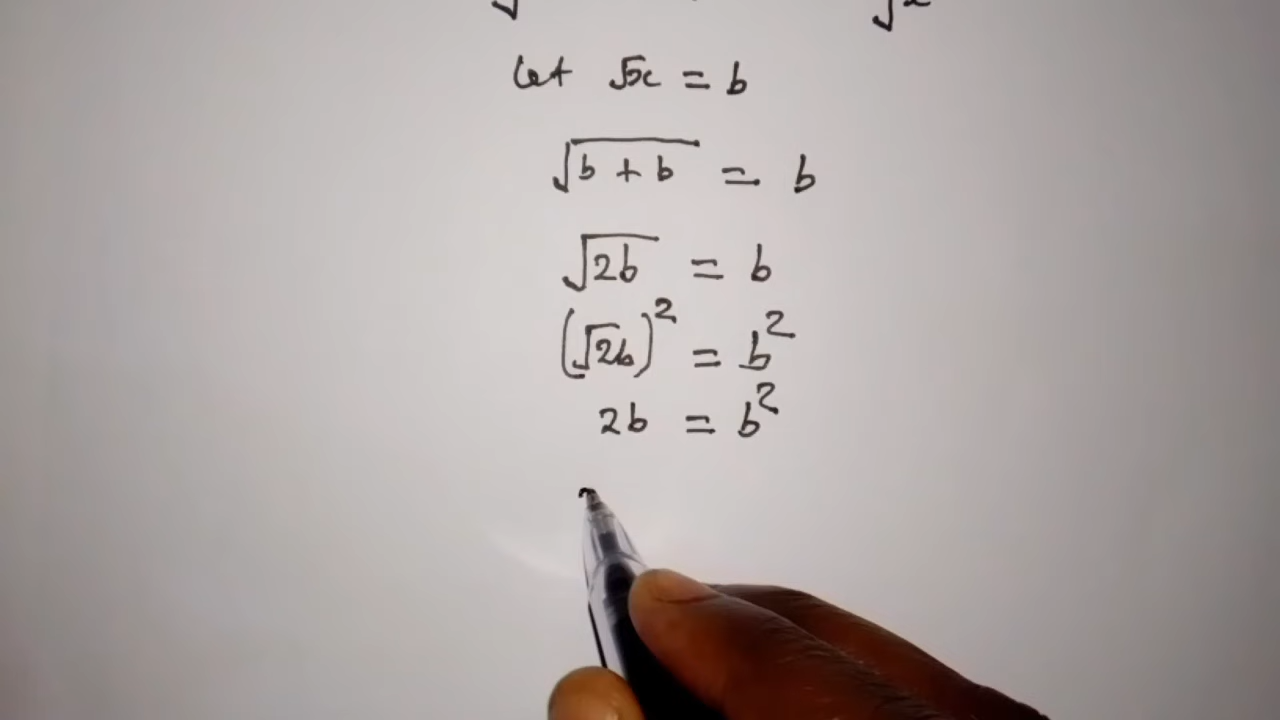 let √x = b
√(b + b) = b
√(2b) = b
(√2b)² = b²
2b = b²